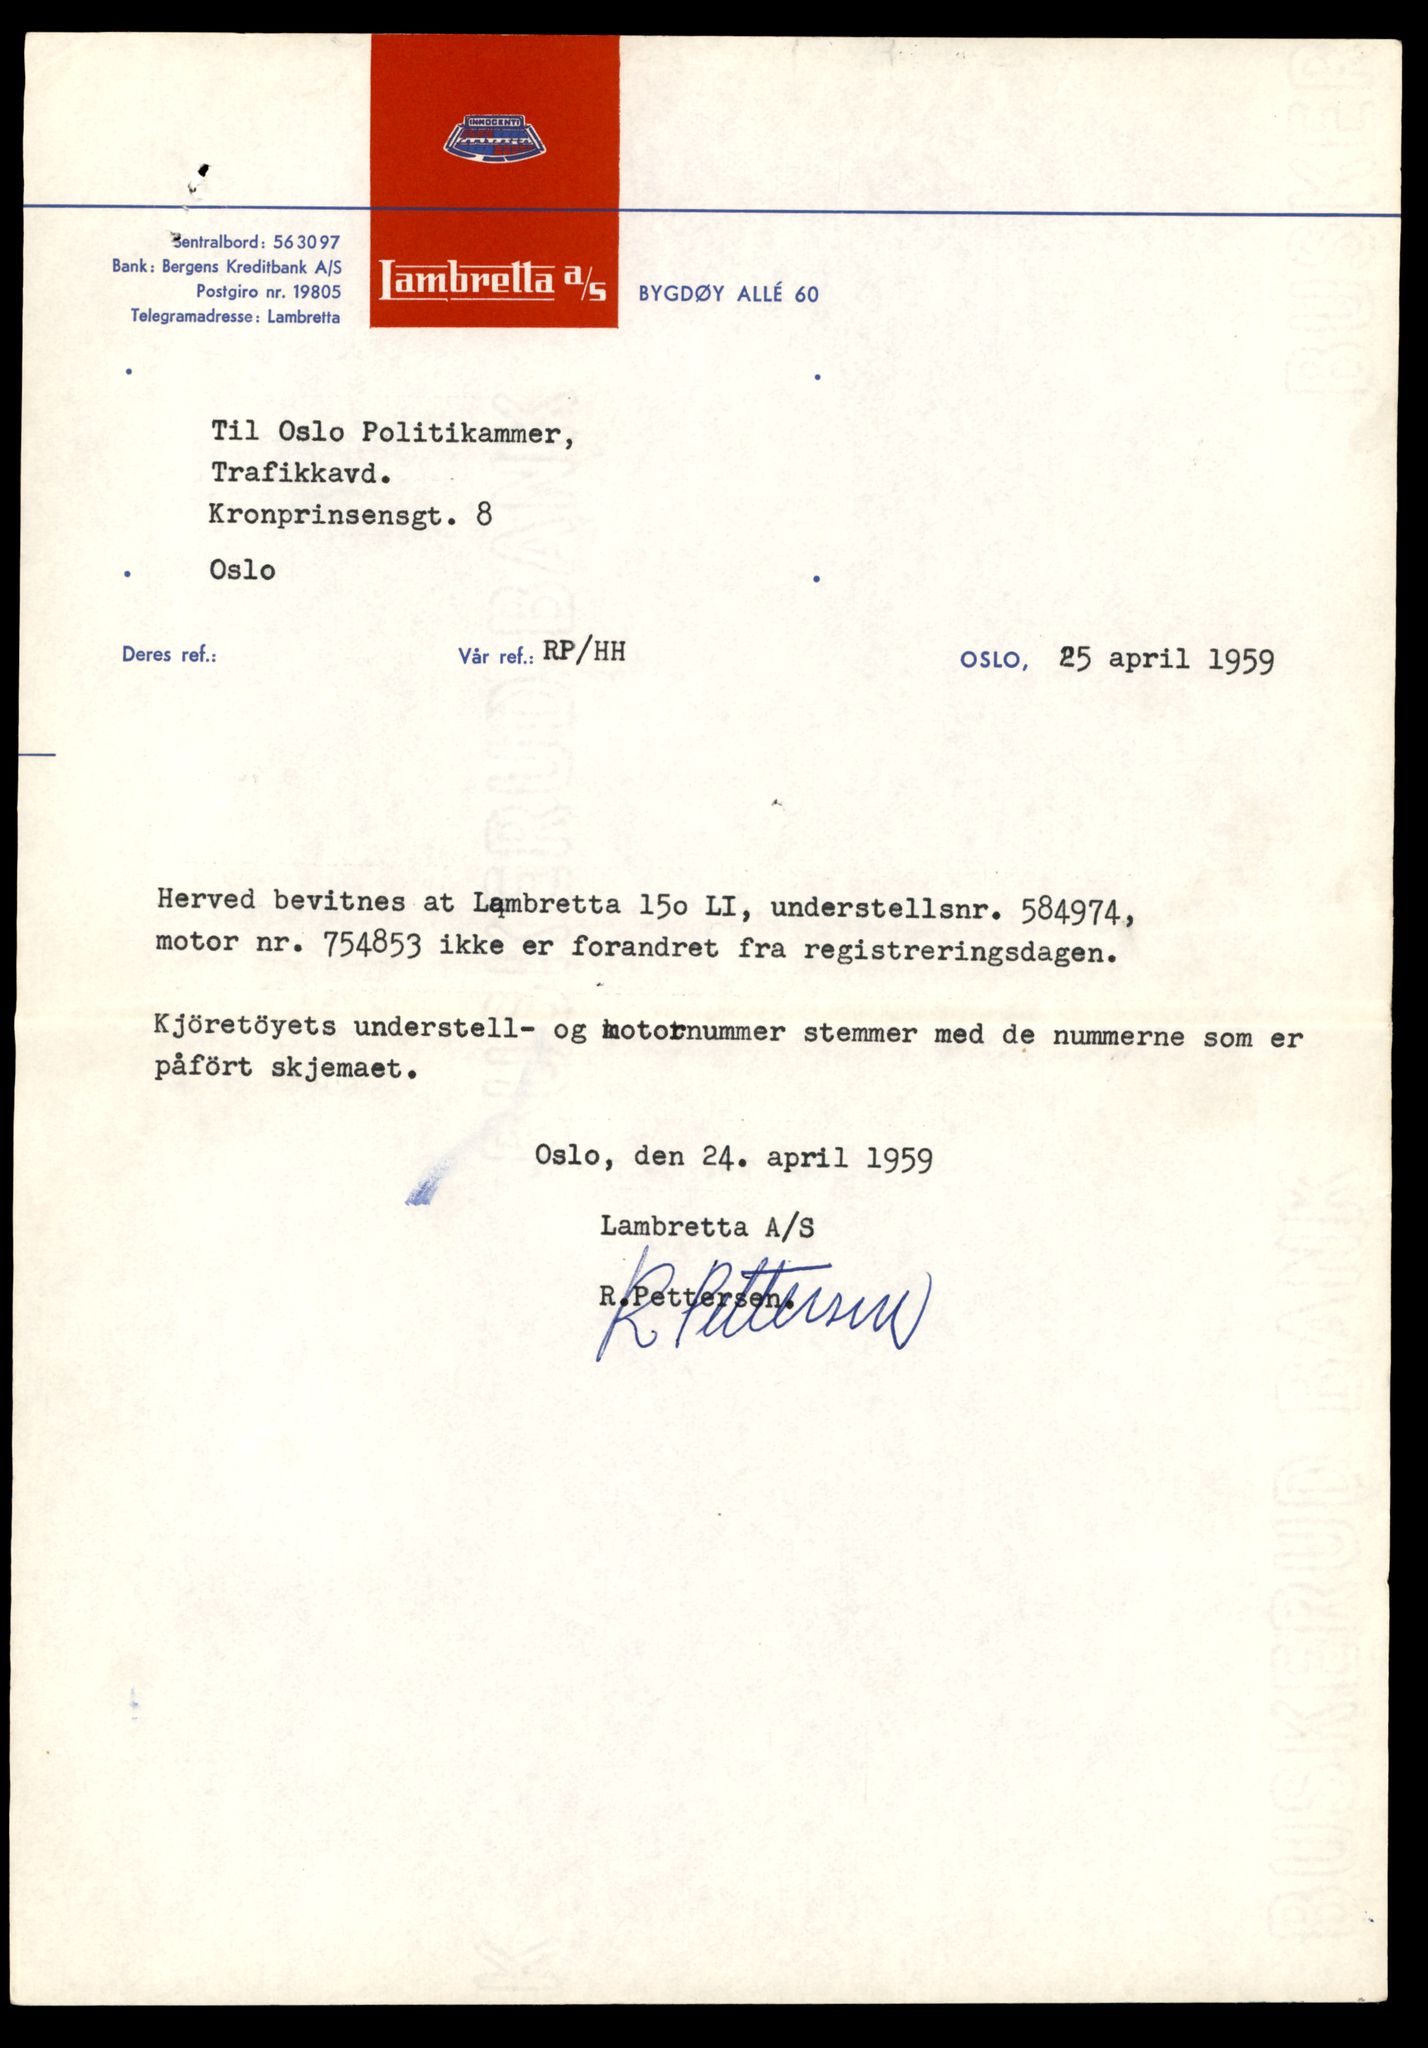 INNOCENTI
Sentralbord: 563097
Bank: Bergens Kreditbank A/S
Postgiro nr. 19805
Telegramadresse: Lambretta
Lambretta a/s
BYGDØY ALLÉ 60
Til Oslo Politikammer,
Trafikkavd.
Kronprinsensgt. 8
Oslo
Deres ref.:
Vår ref.: RP/HH
OSLO, 25 april 1959
Herved bevitnes at Lambretta 15o LI, understellsnr. 584974,
motor nr. 754853 ikke er forandret fra registreringsdagen.
Kjöretöyets understell- og motornummer stemmer med de nummerne som er
påfört skjemaet.
Oslo, den 24. april 1959
Lambretta A/S
R.Pettersen.
R Pettersen